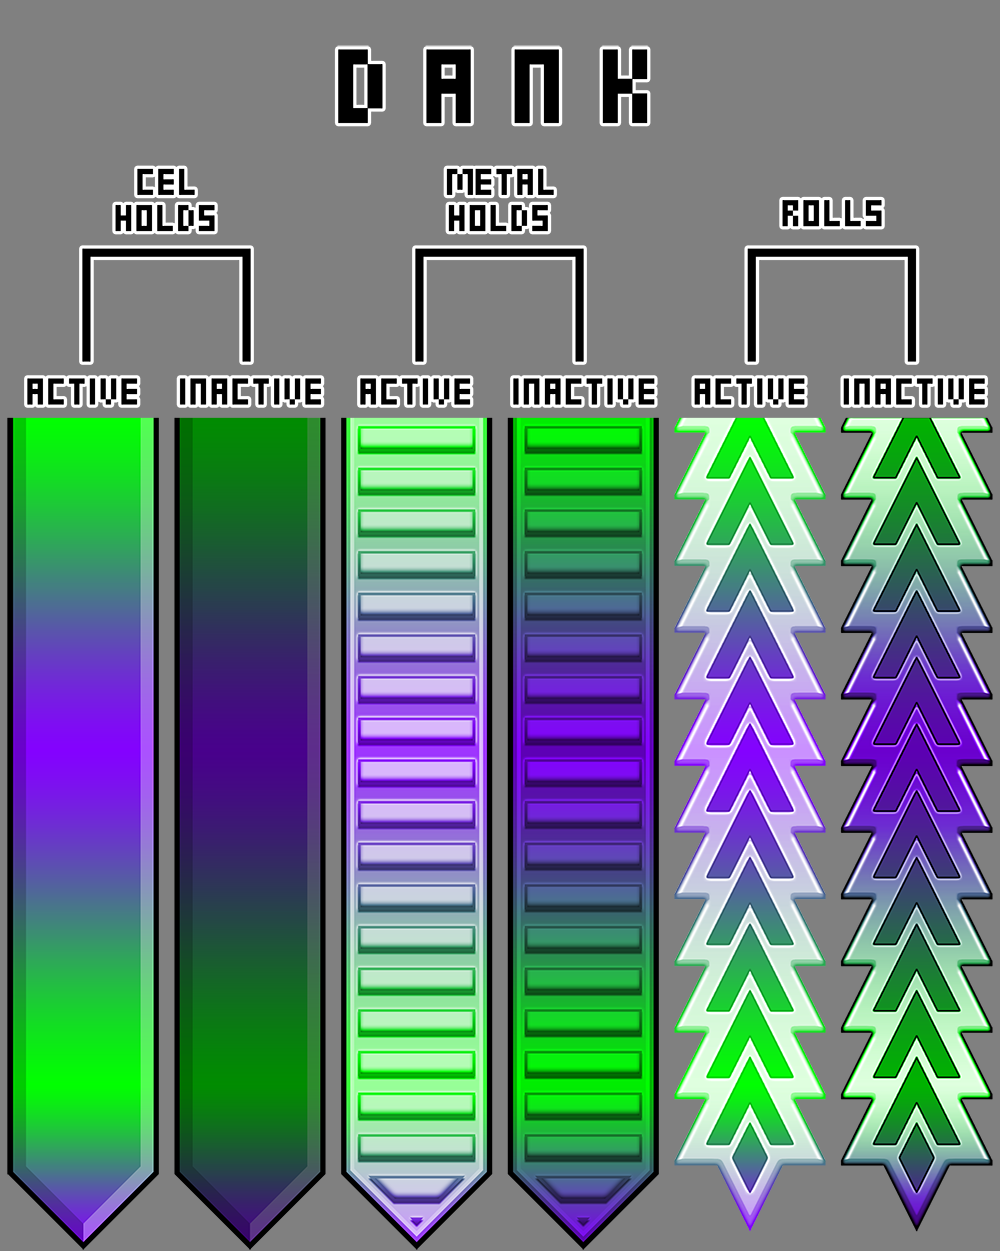 DANK
CEL
HOLDS
METAL
HOLDS
ROLLS
ACTIVE
INACTIVE
ACTIVE
INACTIVE
ACTIVE
INACTIVE